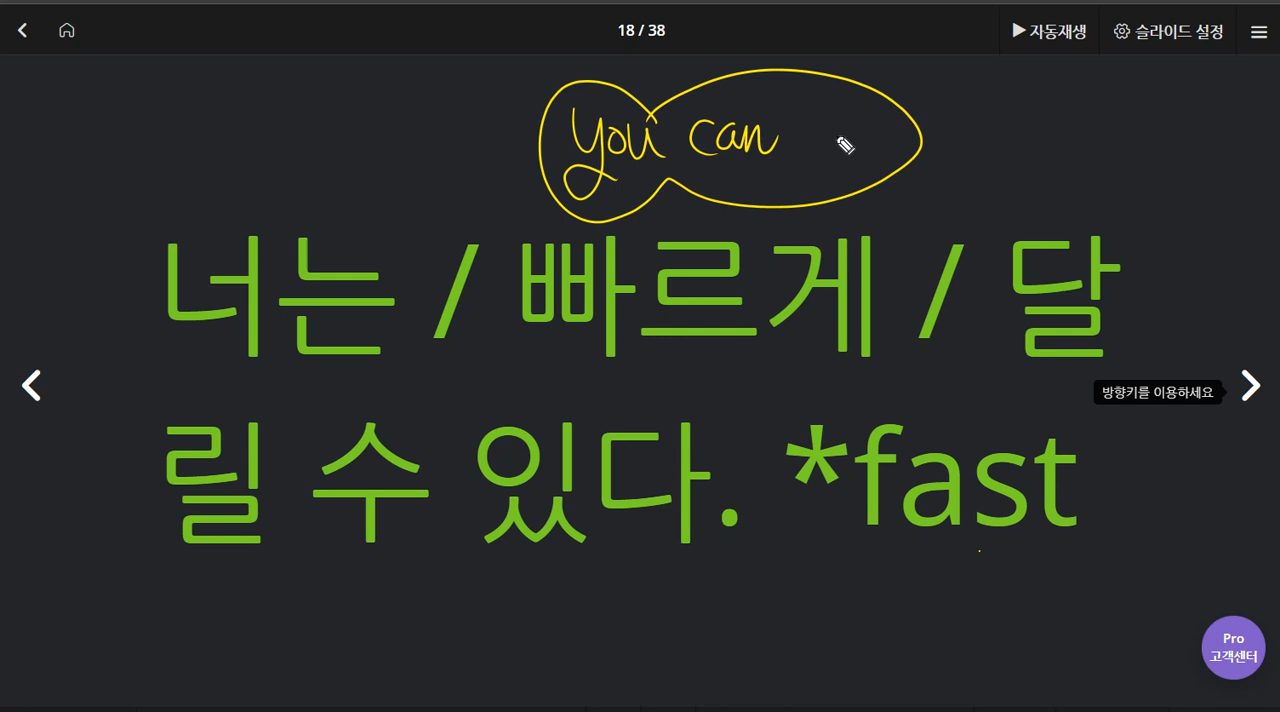 18 / 38
▶ 자동재생
슬라이드 설정
you can
너는 / 빠르게 / 달
릴 수 있다. *fast
방향키를 이용하세요
Pro
고객센터